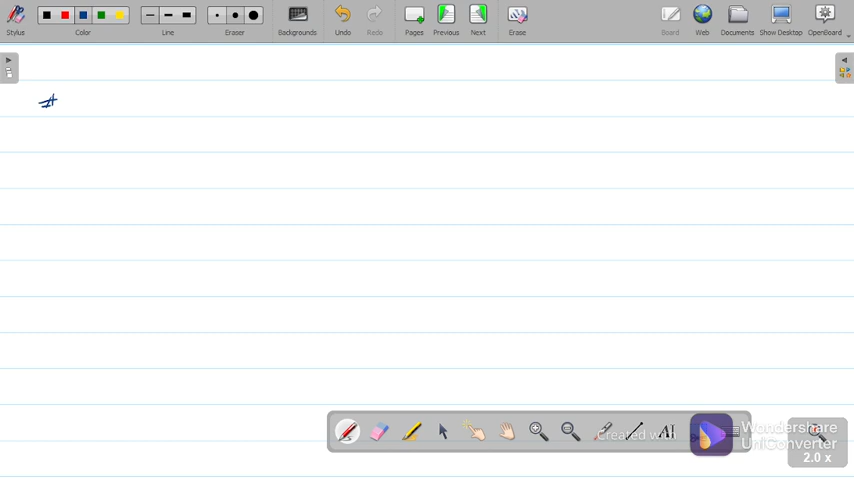 Stylus Color Line Eraser Backgrounds Undo Redo Pages Previous Next Erase Board Web Documents Show Desktop OpenBoard
#
Created with Wondershare
UniConverter
2.0 x